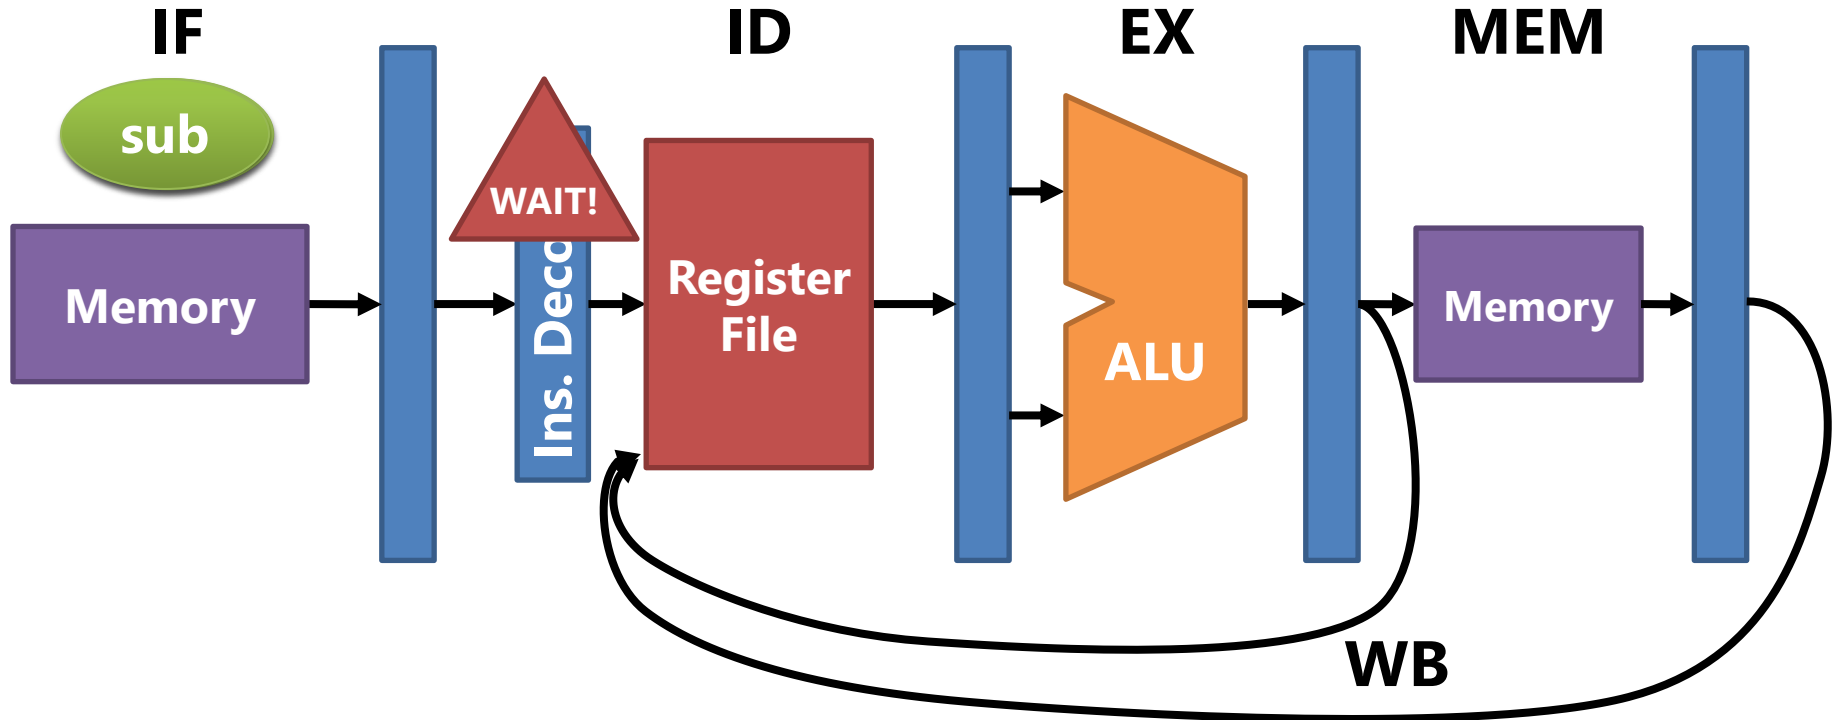 IF
ID
EX
MEM
sub
WAIT!
Memory
Ins. Deco
Register
File
ALU
Memory
WB